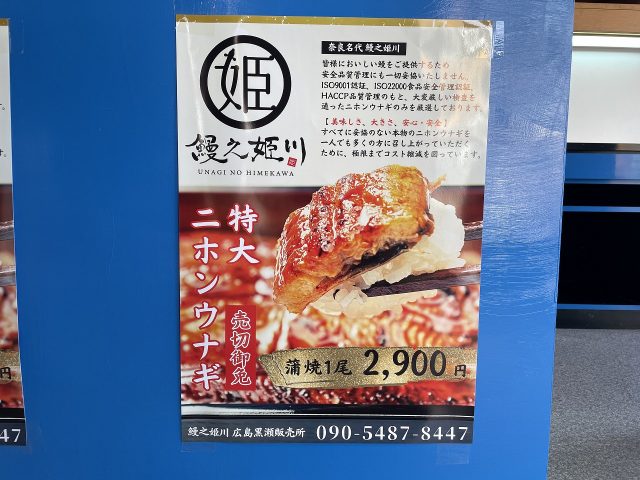 姫
鰻之姫川
UNAGI NO HIMEKAWA
奈良名代 鰻之姫川
皆様においしい鰻をご提供するため
安全品質管理にも一切妥協いたしません。
ISO9001認証、ISO22000食品安全管理認証、
HACCP品質管理のもと、大変厳しい検査を
通ったニホンウナギのみを厳選しております。
【美味しさ、大きさ、安心・安全】
すべてに妥協のない本物のニホンウナギを
一人でも多くの方に召し上がっていただく
ために、極限までコスト削減を図っています。
特大
ニホンウナギ
売切御免
蒲焼1尾 2,900円
鰻之姫川 広島黒瀬販売所 090-5487-8447
す。
円
47